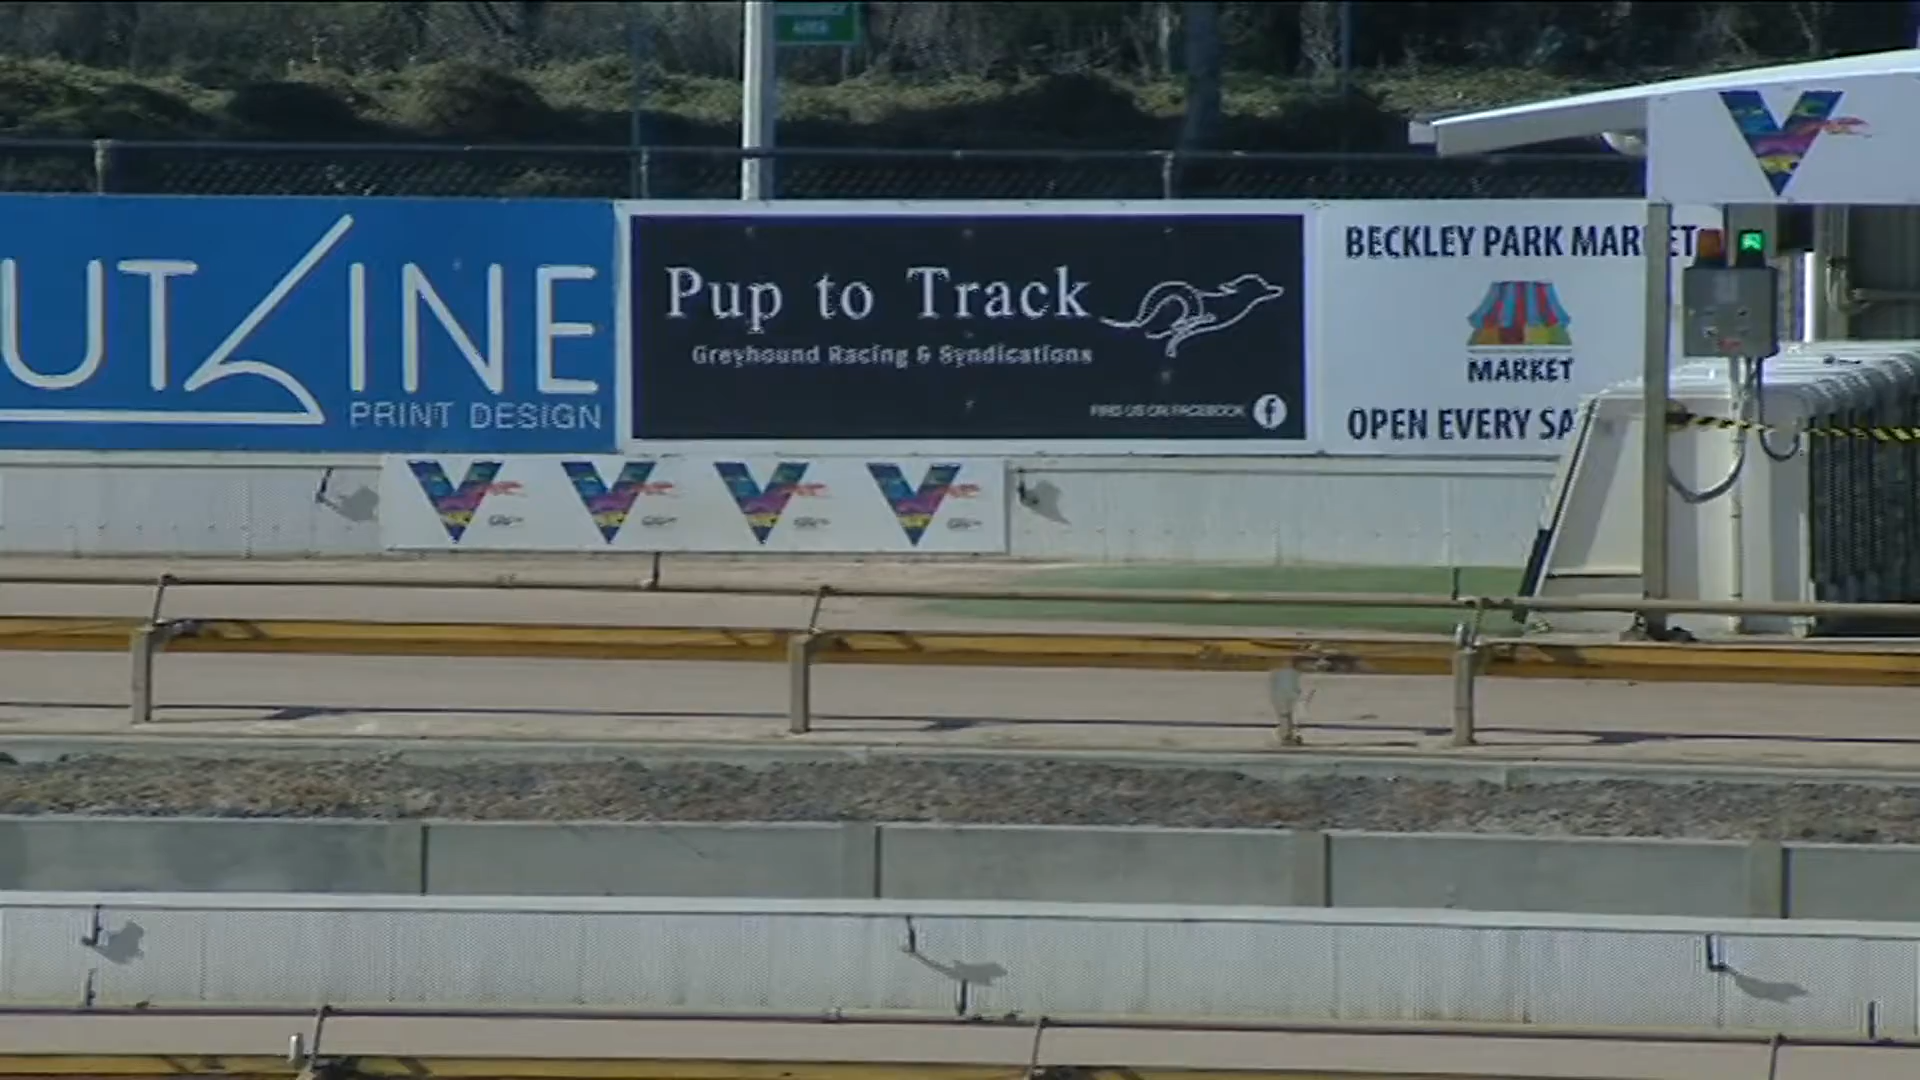 UTLINE
PRINT DESIGN
Pup to Track
Greyhound Racing & Syndications
FIND US ON FACEBOOK
BECKLEY PARK MARKET
MARKET
OPEN EVERY SA